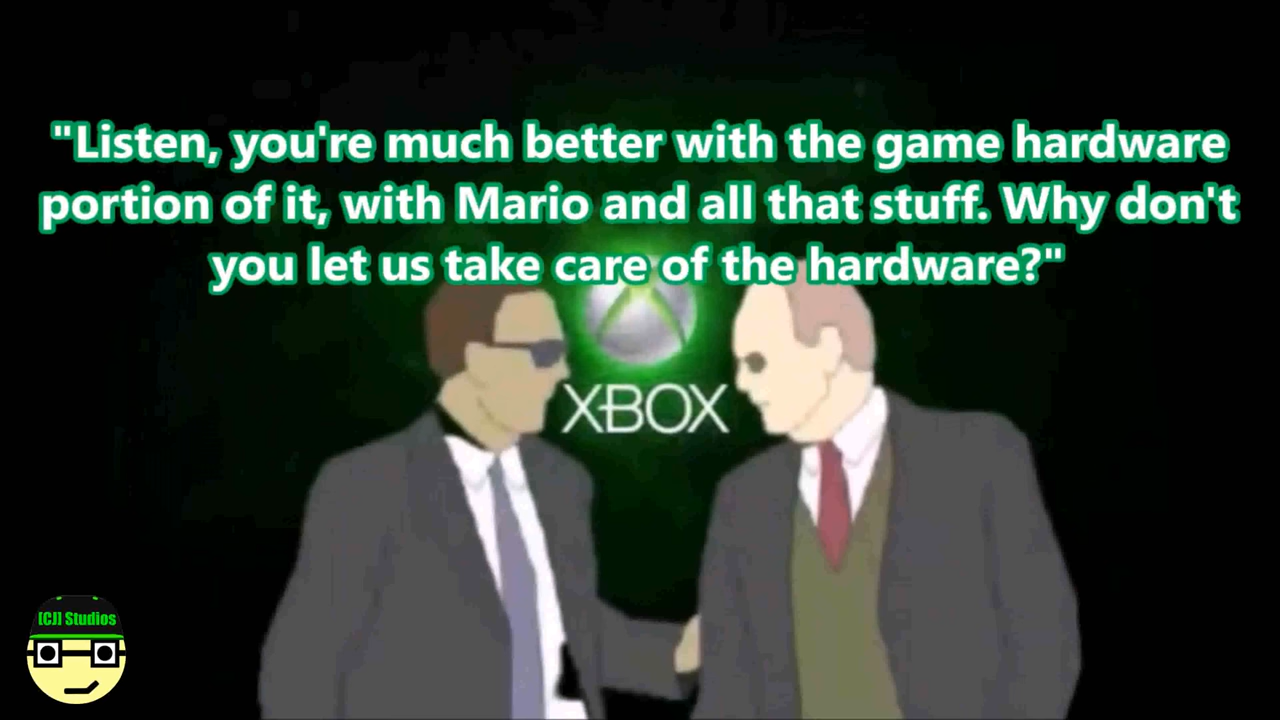 "Listen, you're much better with the game hardware
portion of it, with Mario and all that stuff. Why don't
you let us take care of the hardware?"
XBOX
[CJ] Studios